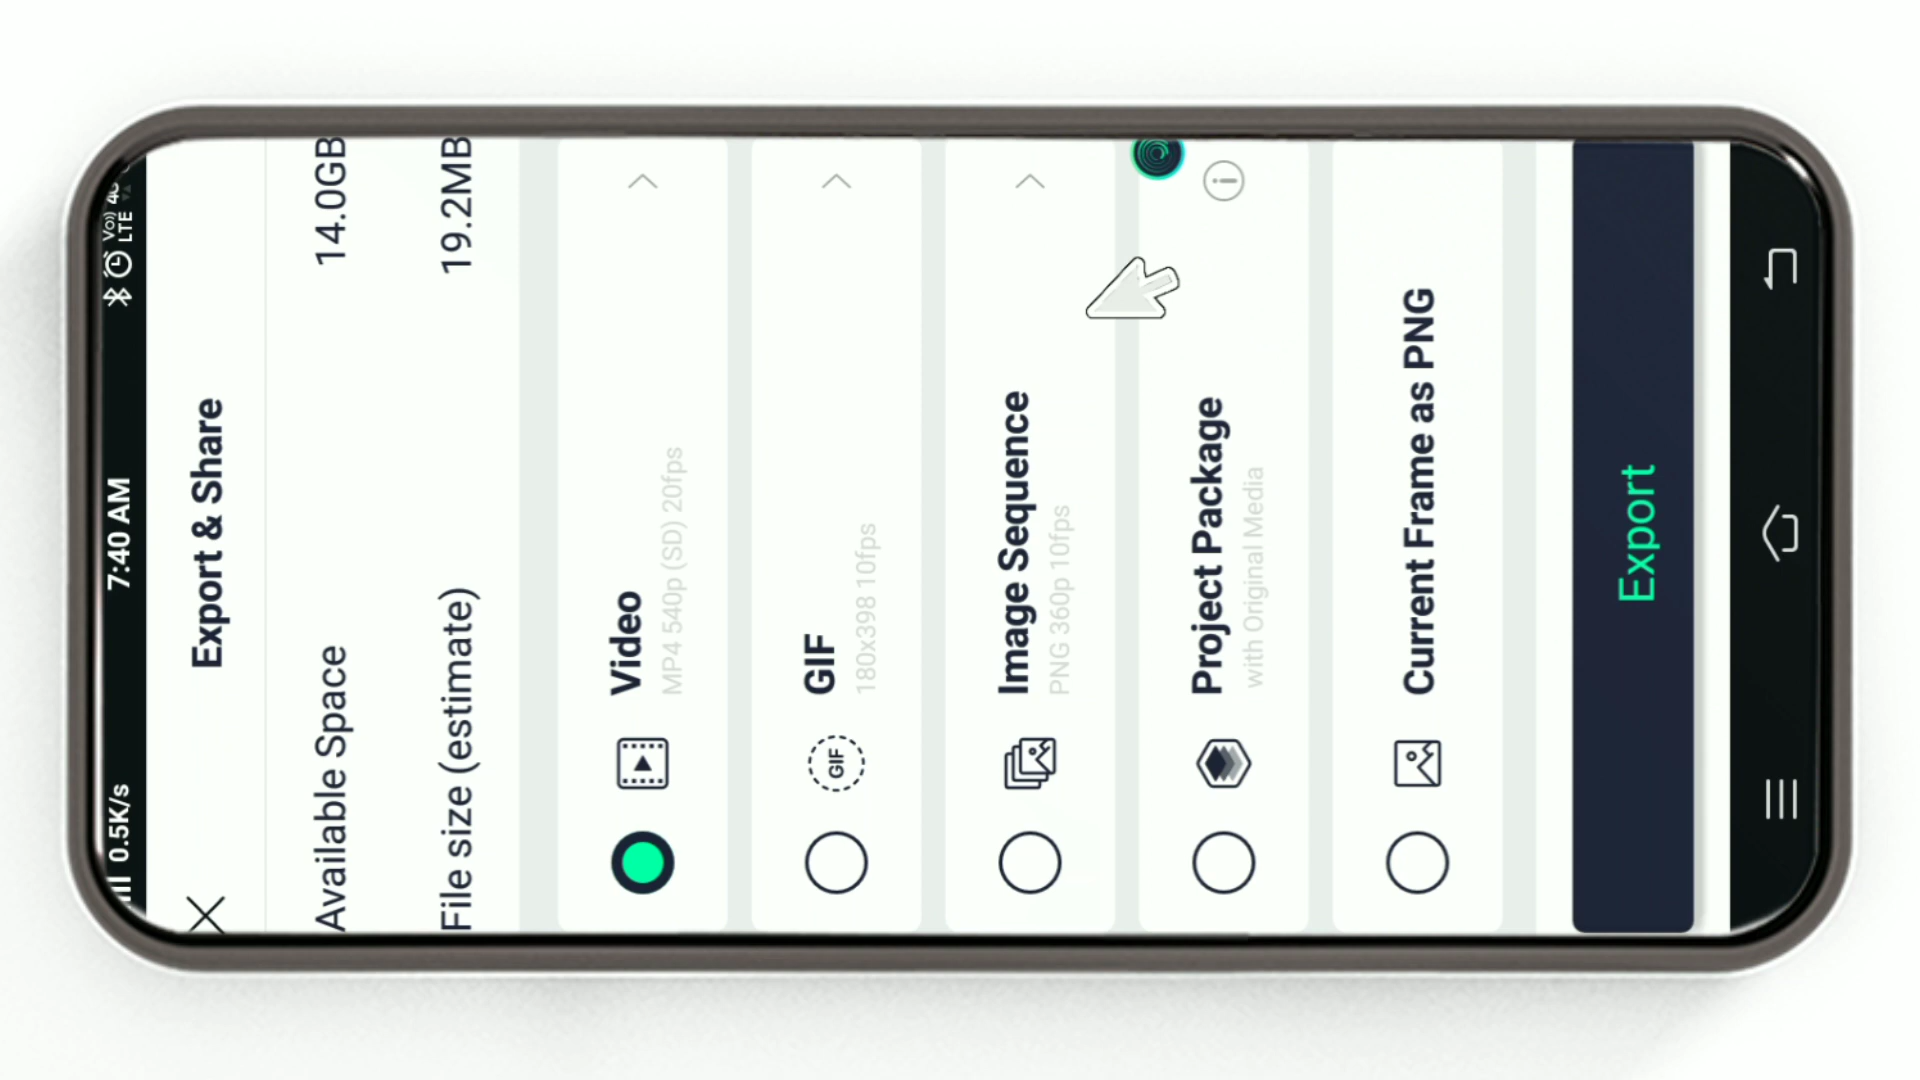 0.5K/s 7:40 AM LTE
Export & Share
Available Space 14.0GB
File size (estimate) 19.2MB
Video
MP4 540p (SD) 20fps
GIF
GIF
180x398 10fps
Image Sequence
PNG 360p 10fps
Project Package
with Original Media
Current Frame as PNG
Export